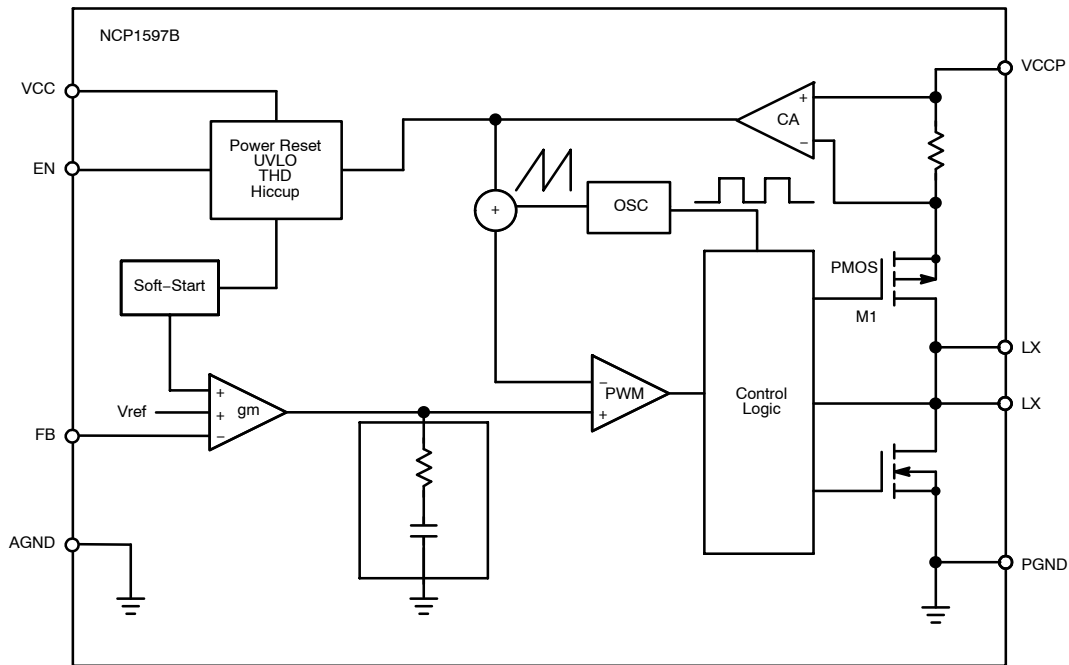 NCP1597B
VCC
VCCP
+
CA
−
Power Reset
UVLO
THD
Hiccup
EN
+
OSC
Soft−Start
PMOS
M1
LX
+
Vref
+
gm
−
FB
−
PWM
+
Control
Logic
LX
AGND
PGND